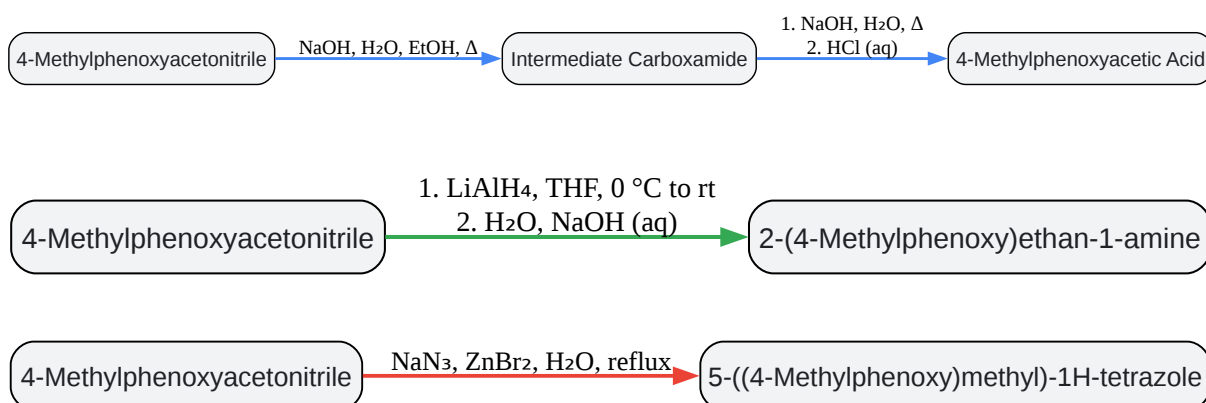 4-Methylphenoxyacetonitrile
NaOH, H₂O, EtOH, Δ
Intermediate Carboxamide
1. NaOH, H₂O, Δ
2. HCl (aq)
4-Methylphenoxyacetic Acid
4-Methylphenoxyacetonitrile
1. LiAlH₄, THF, 0 °C to rt
2. H₂O, NaOH (aq)
2-(4-Methylphenoxy)ethan-1-amine
4-Methylphenoxyacetonitrile
NaN₃, ZnBr₂, H₂O, reflux
5-((4-Methylphenoxy)methyl)-1H-tetrazole